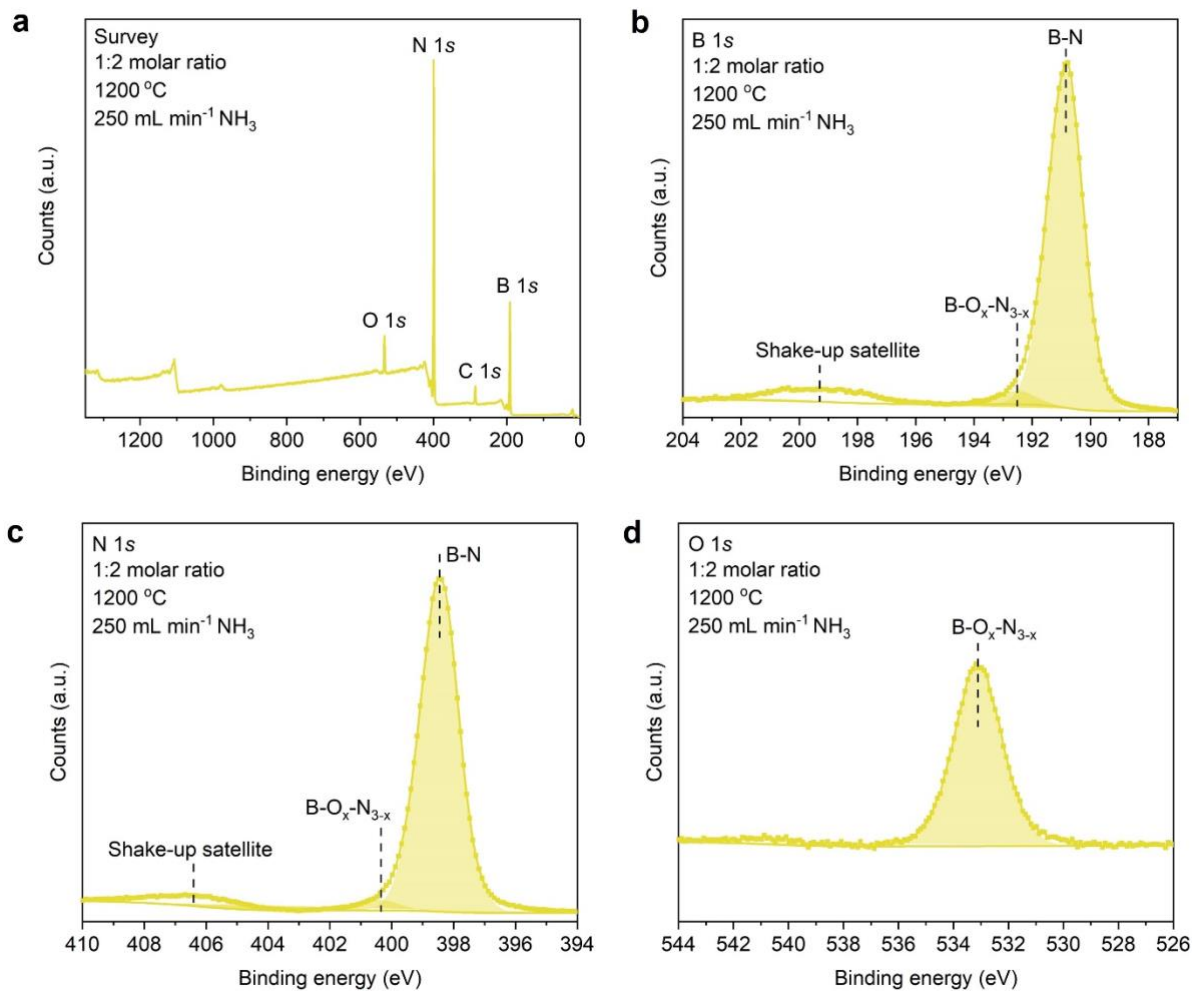 a
Survey
1:2 molar ratio
1200 °C
250 mL min⁻¹ NH₃
N 1s
O 1s
C 1s
B 1s
Counts (a.u.)
1200 1000 800 600 400 200 0
Binding energy (eV)
b
B 1s
1:2 molar ratio
1200 °C
250 mL min⁻¹ NH₃
B-N
B-Oₓ-N₃₋ₓ
Shake-up satellite
Counts (a.u.)
204 202 200 198 196 194 192 190 188
Binding energy (eV)
c
N 1s
1:2 molar ratio
1200 °C
250 mL min⁻¹ NH₃
B-N
B-Oₓ-N₃₋ₓ
Shake-up satellite
Counts (a.u.)
410 408 406 404 402 400 398 396 394
Binding energy (eV)
d
O 1s
1:2 molar ratio
1200 °C
250 mL min⁻¹ NH₃
B-Oₓ-N₃₋ₓ
Counts (a.u.)
544 542 540 538 536 534 532 530 528 526
Binding energy (eV)